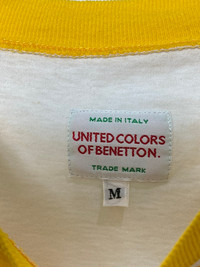 MADE IN ITALY
UNITED COLORS
OF BENETTON.
TRADE MARK
M